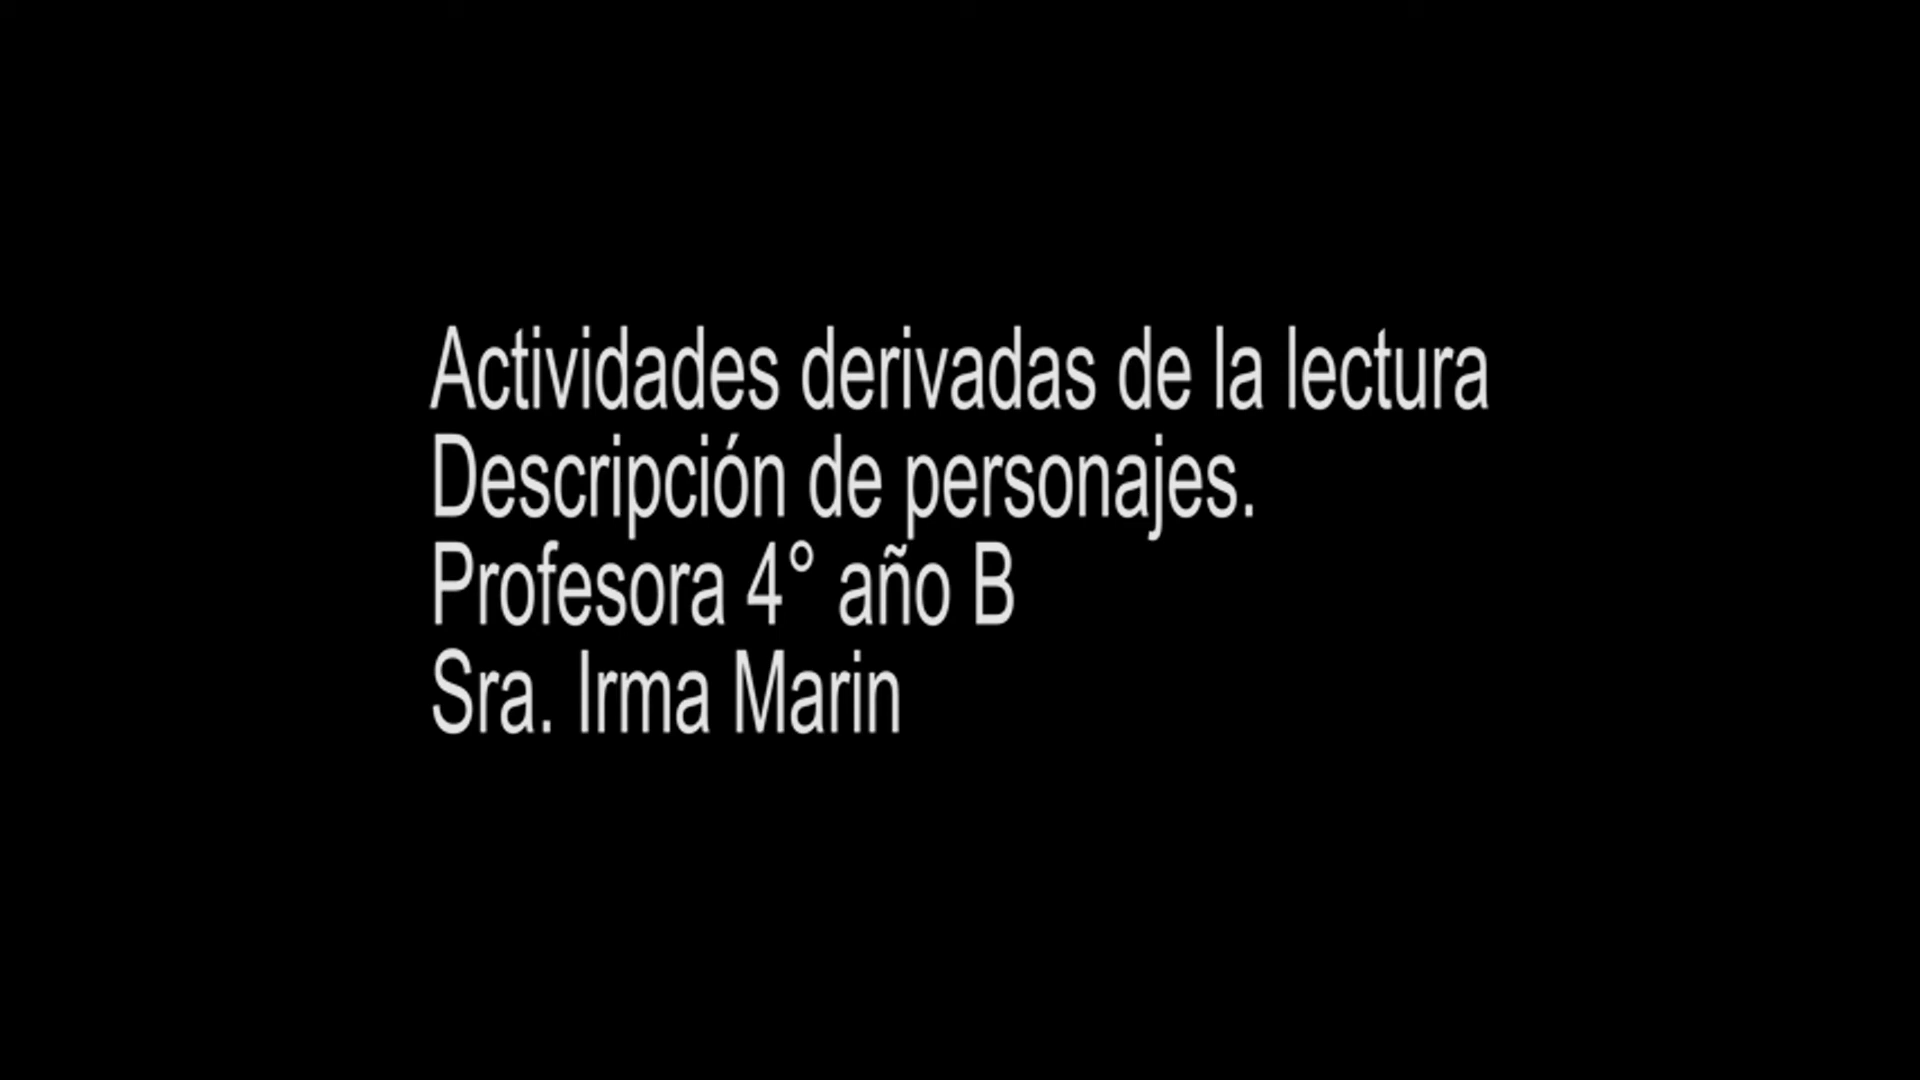 Actividades derivadas de la lectura
Descripción de personajes.
Profesora 4° año B
Sra. Irma Marin